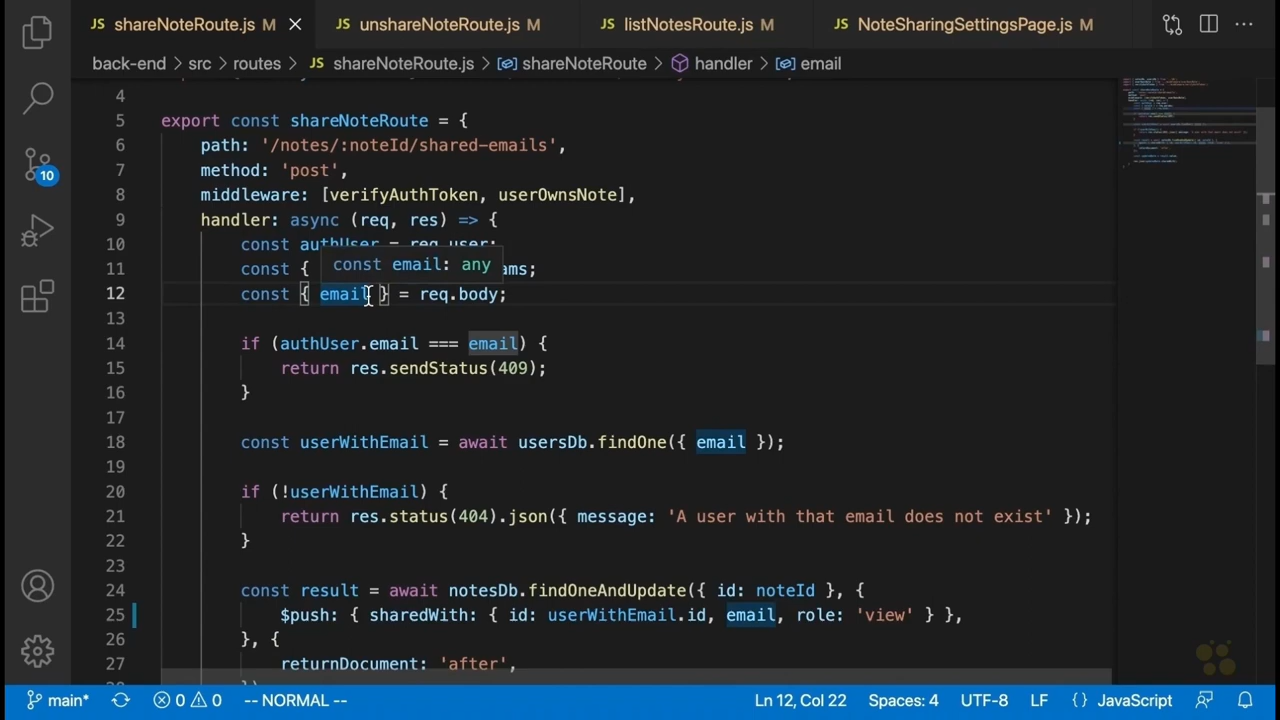 JS shareNoteRoute.js M
JS unshareNoteRoute.js M
JS listNotesRoute.js M
JS NoteSharingSettingsPage.js M
back-end > src > routes > JS shareNoteRoute.js > shareNoteRoute > handler > email
4
5 export const shareNoteRoute = {
6 path: '/notes/:noteId/shared-emails',
7 method: 'post',
8 middleware: [verifyAuthToken, userOwnsNote],
9 handler: async (req, res) => {
10 const authUser = req.user;
const email: any
11 const { ams;
12 const { email } = req.body;
13
14 if (authUser.email === email) {
15 return res.sendStatus(409);
16 }
17
18 const userWithEmail = await usersDb.findOne({ email });
19
20 if (!userWithEmail) {
21 return res.status(404).json({ message: 'A user with that email does not exist' });
22 }
23
24 const result = await notesDb.findOneAndUpdate({ id: noteId }, {
25 $push: { sharedWith: { id: userWithEmail.id, email, role: 'view' } },
26 }, {
27 returnDocument: 'after',
10
main* 0 0 -- NORMAL -- Ln 12, Col 22 Spaces: 4 UTF-8 LF {} JavaScript